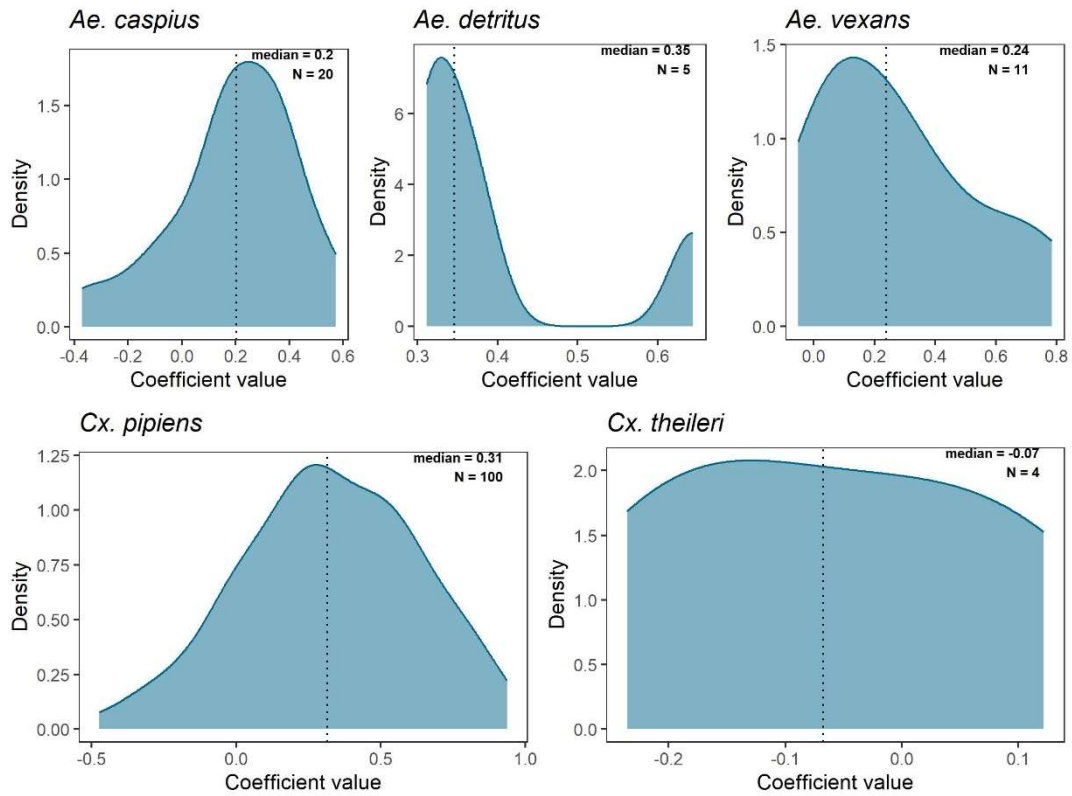 Ae. caspius
median = 0.2
N = 20
Density
1.5
1.0
0.5
0.0
-0.4 -0.2 0.0 0.2 0.4 0.6
Coefficient value
Ae. detritus
median = 0.35
N = 5
Density
6
4
2
0
0.3 0.4 0.5 0.6
Coefficient value
Ae. vexans
median = 0.24
N = 11
Density
1.5
1.0
0.5
0.0
0.0 0.2 0.4 0.6 0.8
Coefficient value
Cx. pipiens
median = 0.31
N = 100
Density
1.25
1.00
0.75
0.50
0.25
0.00
-0.5 0.0 0.5 1.0
Coefficient value
Cx. theileri
median = -0.07
N = 4
Density
2.0
1.5
1.0
0.5
0.0
-0.2 -0.1 0.0 0.1
Coefficient value